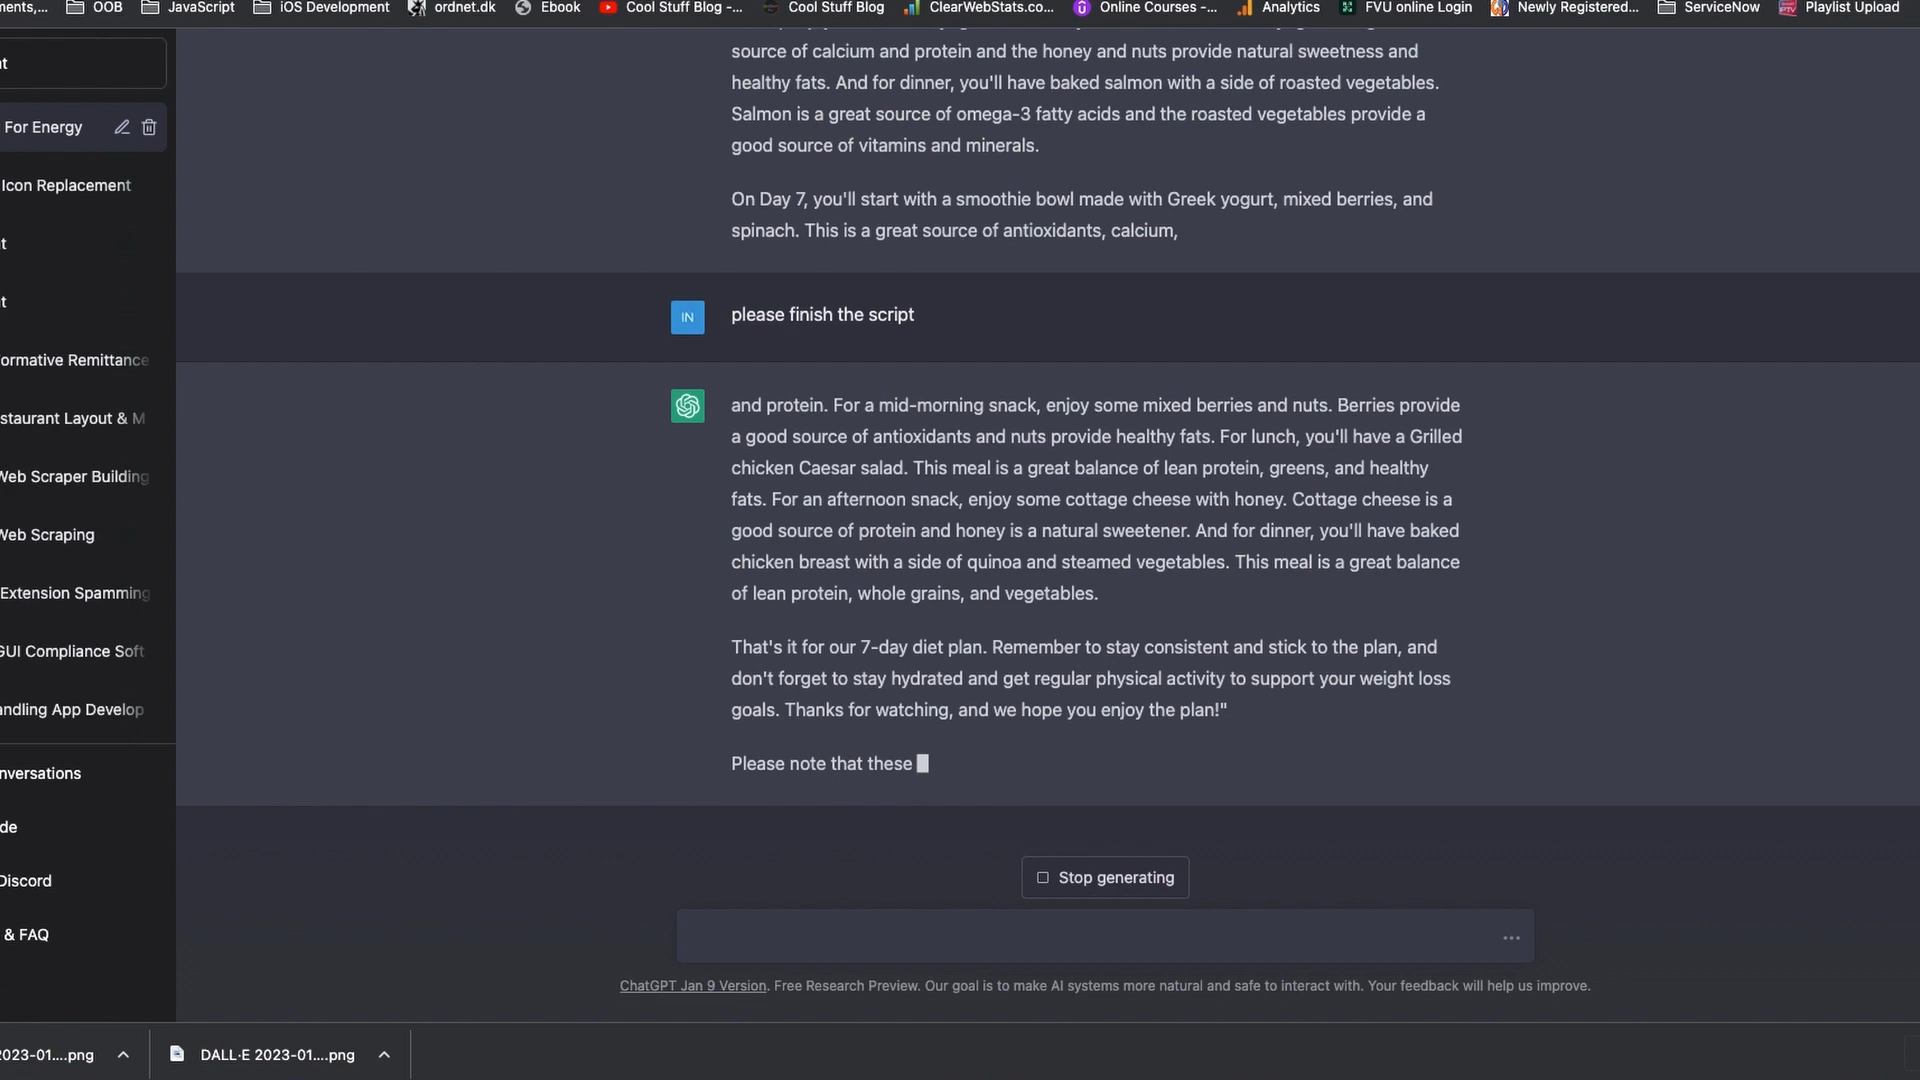 ments,... OOB JavaScript iOS Development ordnet.dk Ebook Cool Stuff Blog -... Cool Stuff Blog ClearWebStats.co... Online Courses -... Analytics FVU online Login Newly Registered... ServiceNow Playlist Upload
nt
For Energy
Icon Replacement
nt
nt
formative Remittance
staurant Layout & M
Web Scraper Building
Web Scraping
Extension Spamming
GUI Compliance Soft
andling App Develop
nversations
de
Discord
& FAQ
source of calcium and protein and the honey and nuts provide natural sweetness and
healthy fats. And for dinner, you'll have baked salmon with a side of roasted vegetables.
Salmon is a great source of omega-3 fatty acids and the roasted vegetables provide a
good source of vitamins and minerals.
On Day 7, you'll start with a smoothie bowl made with Greek yogurt, mixed berries, and
spinach. This is a great source of antioxidants, calcium,
IN please finish the script
and protein. For a mid-morning snack, enjoy some mixed berries and nuts. Berries provide
a good source of antioxidants and nuts provide healthy fats. For lunch, you'll have a Grilled
chicken Caesar salad. This meal is a great balance of lean protein, greens, and healthy
fats. For an afternoon snack, enjoy some cottage cheese with honey. Cottage cheese is a
good source of protein and honey is a natural sweetener. And for dinner, you'll have baked
chicken breast with a side of quinoa and steamed vegetables. This meal is a great balance
of lean protein, whole grains, and vegetables.
That's it for our 7-day diet plan. Remember to stay consistent and stick to the plan, and
don't forget to stay hydrated and get regular physical activity to support your weight loss
goals. Thanks for watching, and we hope you enjoy the plan!"
Please note that these
Stop generating
ChatGPT Jan 9 Version. Free Research Preview. Our goal is to make AI systems more natural and safe to interact with. Your feedback will help us improve.
2023-01....png DALL·E 2023-01....png